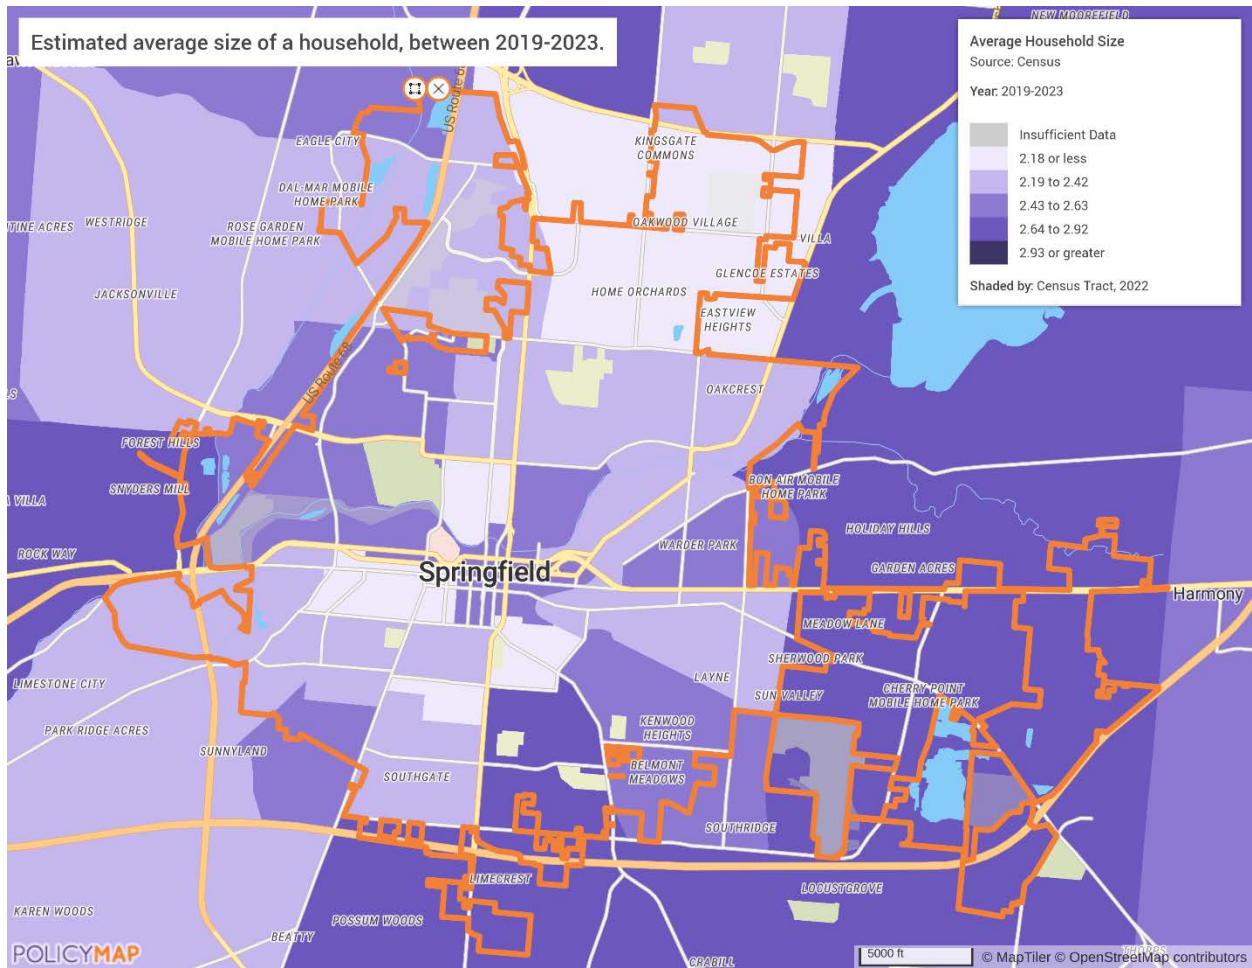 NEW MOOREFIELD
Estimated average size of a household, between 2019-2023.
Average Household Size
Source: Census
Year: 2019-2023
Insufficient Data
2.18 or less
2.19 to 2.42
2.43 to 2.63
2.64 to 2.92
2.93 or greater
Shaded by: Census Tract, 2022
US Route 68
EAGLE CITY
KINGSGATE
COMMONS
DAL-MAR MOBILE
HOME PARK
WESTRIDGE
ROSE GARDEN
MOBILE HOME PARK
OAKWOOD VILLAGE
VILLA
TINE ACRES
GLENCOE ESTATES
JACKSONVILLE
HOME ORCHARDS
EASTVIEW
HEIGHTS
US Route 68
OAKCREST
FOREST HILLS
SNYDERS MILL
BON AIR MOBILE
HOME PARK
A VILLA
HOLIDAY HILLS
ROCK WAY
WARDER PARK
Springfield
GARDEN ACRES
Harmony
MEADOW LANE
SHERWOOD PARK
LIMESTONE CITY
LAYNE
SUN VALLEY
CHERRY POINT
MOBILE HOME PARK
PARK RIDGE ACRES
KENWOOD
HEIGHTS
SUNNYLAND
SOUTHGATE
BELMONT
MEADOWS
SOUTHRIDGE
LIMECREST
LOCUSTGROVE
KAREN WOODS
POSSUM WOODS
BEATTY
CRABILL
THORPS
POLICYMAP
5000 ft
© MapTiler © OpenStreetMap contributors